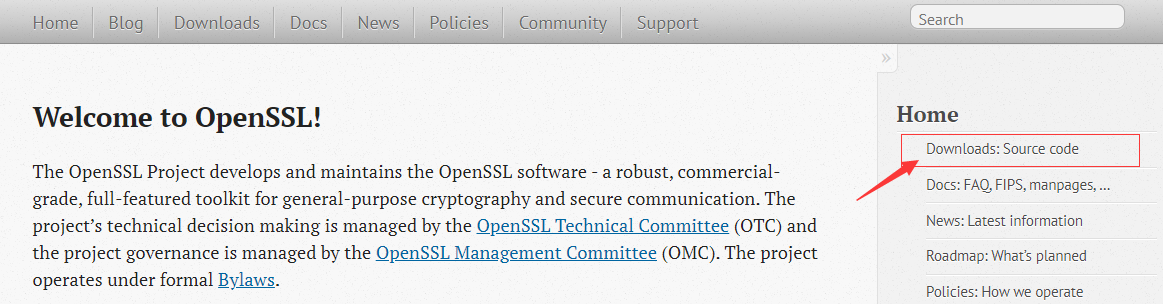 Home Blog Downloads Docs News Policies Community Support Search
»
Welcome to OpenSSL!
The OpenSSL Project develops and maintains the OpenSSL software - a robust, commercial-
grade, full-featured toolkit for general-purpose cryptography and secure communication. The
project’s technical decision making is managed by the OpenSSL Technical Committee (OTC) and
the project governance is managed by the OpenSSL Management Committee (OMC). The project
operates under formal Bylaws.
Home
Downloads: Source code
Docs: FAQ, FIPS, manpages, ...
News: Latest information
Roadmap: What's planned
Policies: How we operate